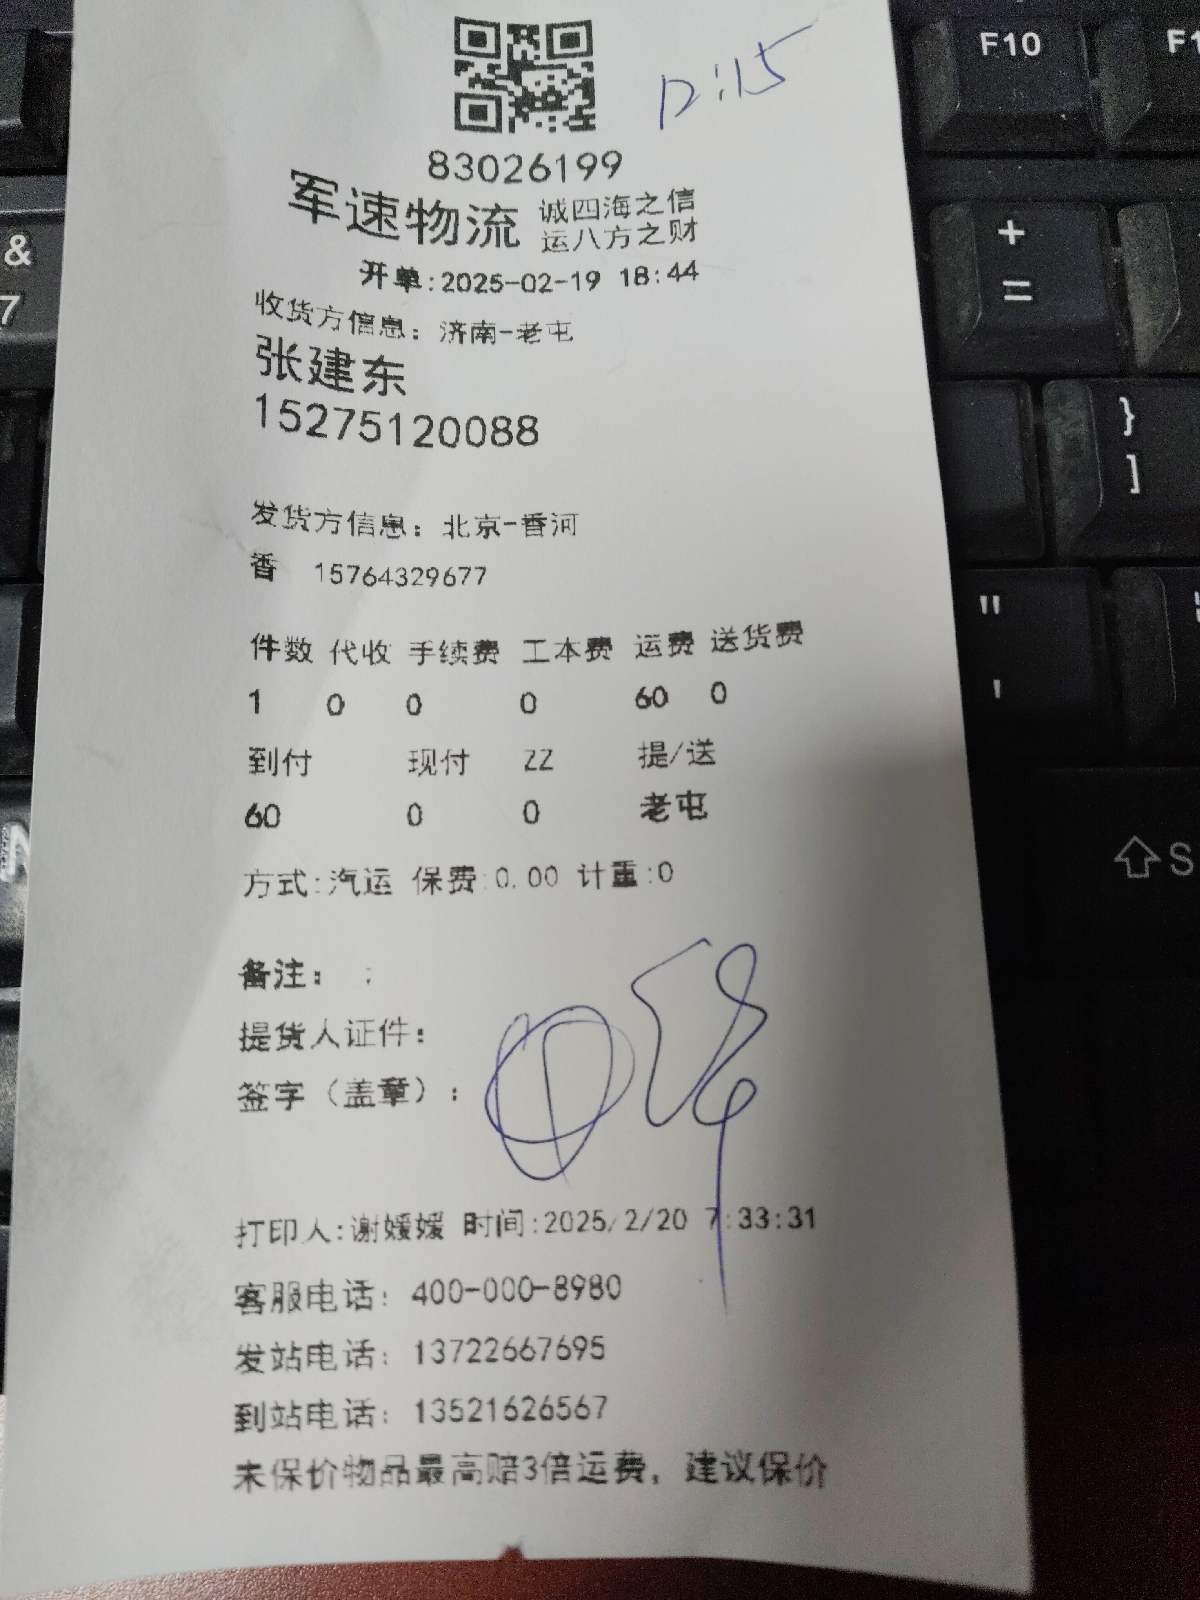 12:15
83026199
军速物流 诚四海之信
运八方之财
开单:2025-02-19 18:44
收货方信息：济南-老屯
张建东
15275120088
发货方信息：北京-香河
香 15764329677
件数 代收 手续费 工本费 运费 送货费
1 0 0 0 60 0
到付 现付 ZZ 提/送
60 0 0 老屯
方式:汽运 保费:0.00 计重:0
备注： ;
提货人证件：
签字（盖章）：
打印人:谢媛媛 时间:2025/2/20 7:33:31
客服电话：400-000-8980
发站电话：13722667695
到站电话：13521626567
未保价物品最高赔3倍运费，建议保价
F10
F1
&
7
+
=
}
]
"
'
S
N